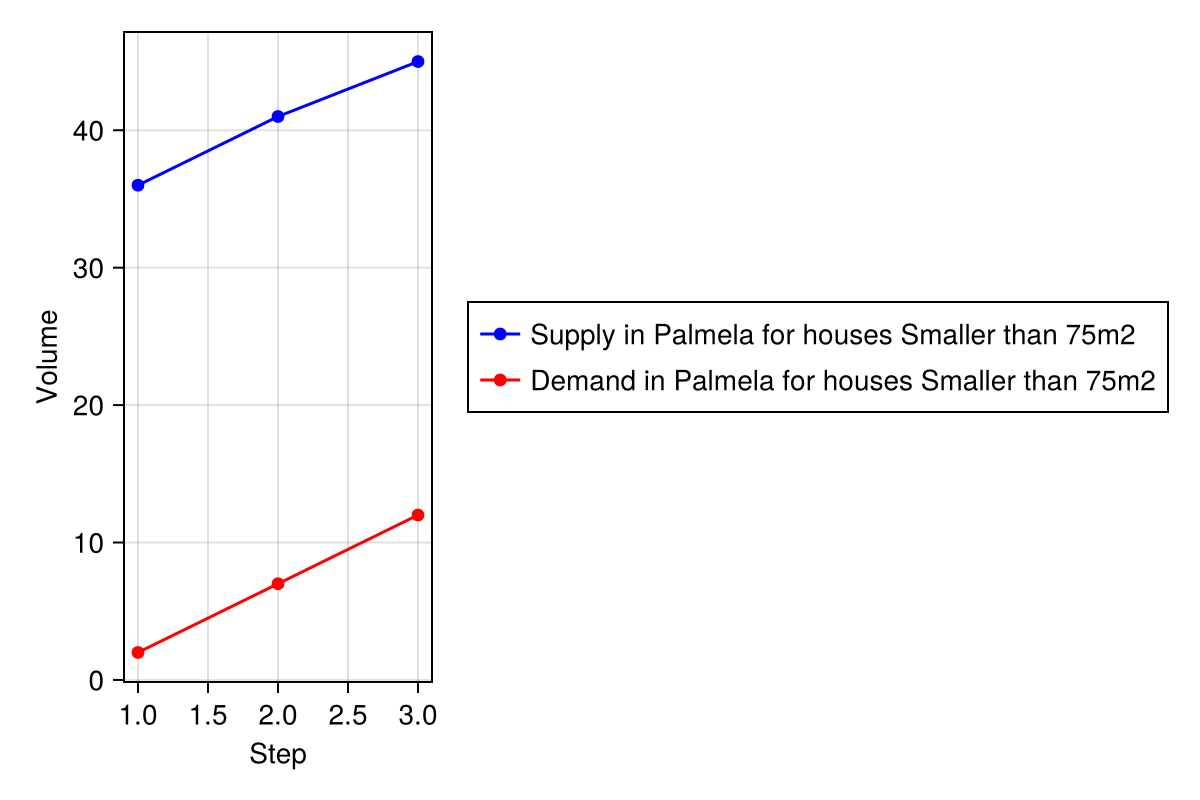 Volume
40
30
20
10
0
1.0 1.5 2.0 2.5 3.0
Step
Supply in Palmela for houses Smaller than 75m2
Demand in Palmela for houses Smaller than 75m2